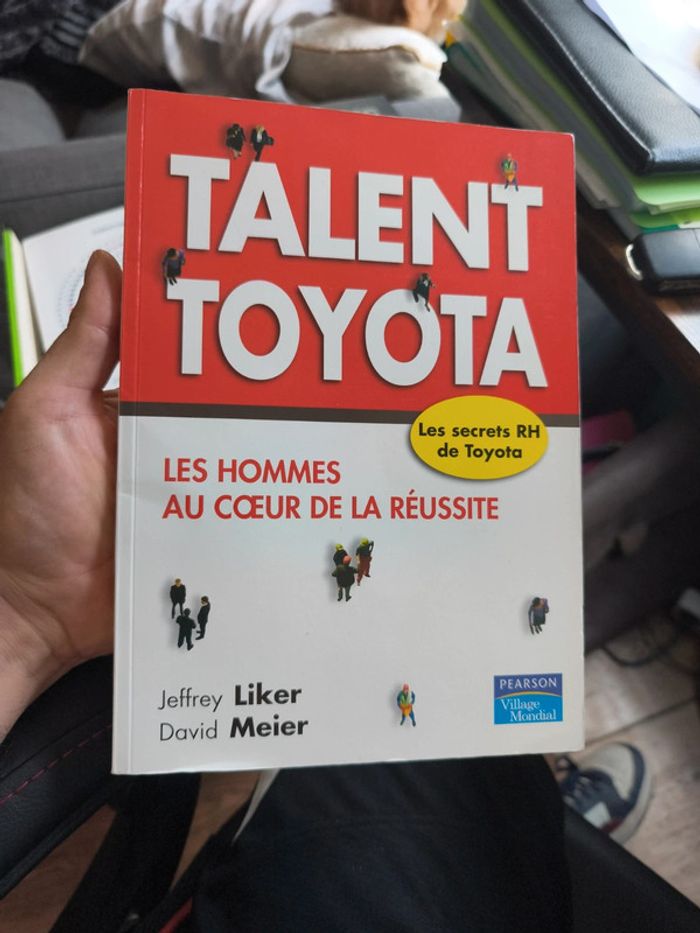 TALENT
TOYOTA
Les secrets RH
de Toyota
LES HOMMES
AU CŒUR DE LA RÉUSSITE
Jeffrey Liker
David Meier
PEARSON
Village
Mondial